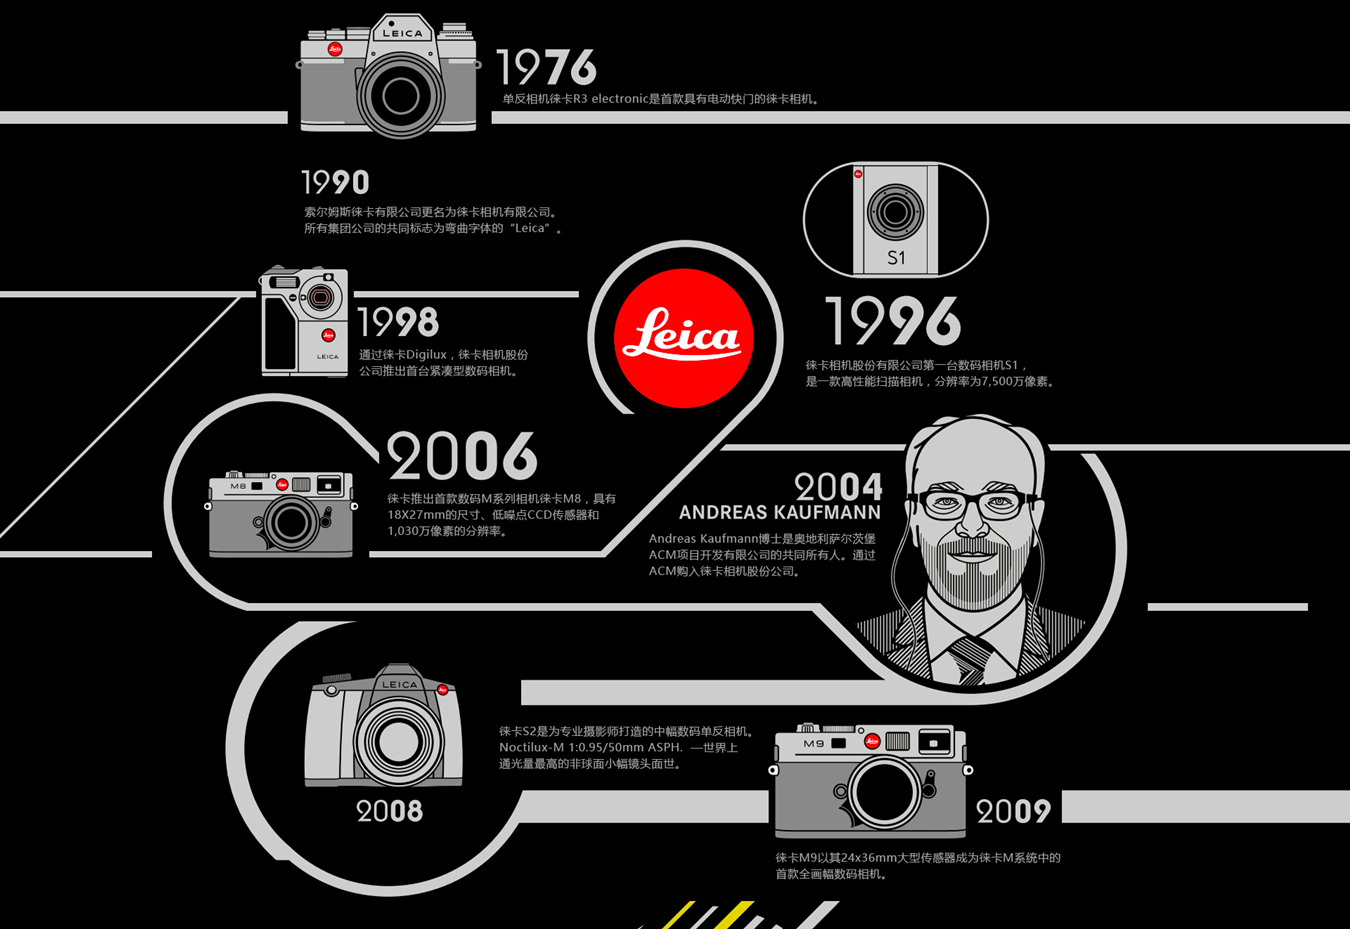 LEICA
Leica
1976
单反相机徕卡R3 electronic是首款具有电动快门的徕卡相机。
1990
索尔姆斯徕卡有限公司更名为徕卡相机有限公司。
所有集团公司的共同标志为弯曲字体的“Leica”。
S1
1996
徕卡相机股份有限公司第一台数码相机S1，
是一款高性能扫描相机，分辨率为7,500万像素。
Leica
LEICA
1998
通过徕卡Digilux，徕卡相机股份
公司推出首台紧凑型数码相机。
Leica
M8
2006
徕卡推出首款数码M系列相机徕卡M8，具有
18X27mm的尺寸、低噪点CCD传感器和
1,030万像素的分辨率。
2004
ANDREAS KAUFMANN
Andreas Kaufmann博士是奥地利萨尔茨堡
ACM项目开发有限公司的共同所有人。通过
ACM购入徕卡相机股份公司。
LEICA
2008
徕卡S2是为专业摄影师打造的中幅数码单反相机。
Noctilux-M 1:0.95/50mm ASPH. —世界上
通光量最高的非球面小幅镜头面世。
M9
Leica
2009
徕卡M9以其24x36mm大型传感器成为徕卡M系统中的
首款全画幅数码相机。